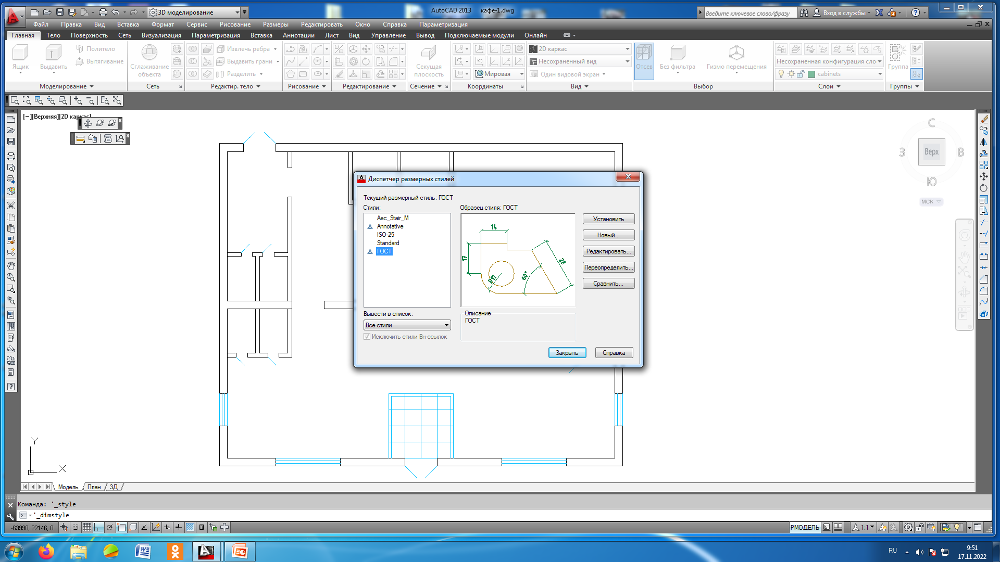 3D моделирование
AutoCAD 2013 кафе-1.dwg
Введите ключевое слово/фразу
Вход в службы
Файл Правка Вид Вставка Формат Сервис Рисование Размеры Редактировать Окно Справка Параметризация
Главная Тело Поверхность Сеть Визуализация Параметризация Вставка Аннотации Лист Вид Управление Вывод Подключаемые модули Онлайн
Ящик
Выдавить
Политело
Вытягивание
Сглаживание
объекта
Извлечь ребра
Выдавить грани
Разделить
Секущая
плоскость
Мировая
2D каркас
Несохраненный вид
Один видовой экран
Отсев
Без фильтра
Гизмо перемещения
Несохраненная конфигурация сло
cabinets
Группа
Моделирование Сеть Редактир. тело Рисование Редактирование Сечение Координаты Вид Выбор Слои Группы
[−][Верхняя][2D каркас]
С
З Верх В
Ю
МСК
Диспетчер размерных стилей
Текущий размерный стиль: ГОСТ
Стили:
Aec_Stair_M
Annotative
ISO-25
Standard
ГОСТ
Образец стиля: ГОСТ
14
17
28
R11
60°
Установить
Новый...
Редактировать...
Переопределить...
Сравнить...
Вывести в список:
Все стили
Исключить стили Вн-ссылок
Описание
ГОСТ
Закрыть Справка
Y
X
Модель План 3Д
Команда: '_style
'_dimstyle
-63990, 22146, 0
РМОДЕЛЬ
1:1
RU
9:51
17.11.2022